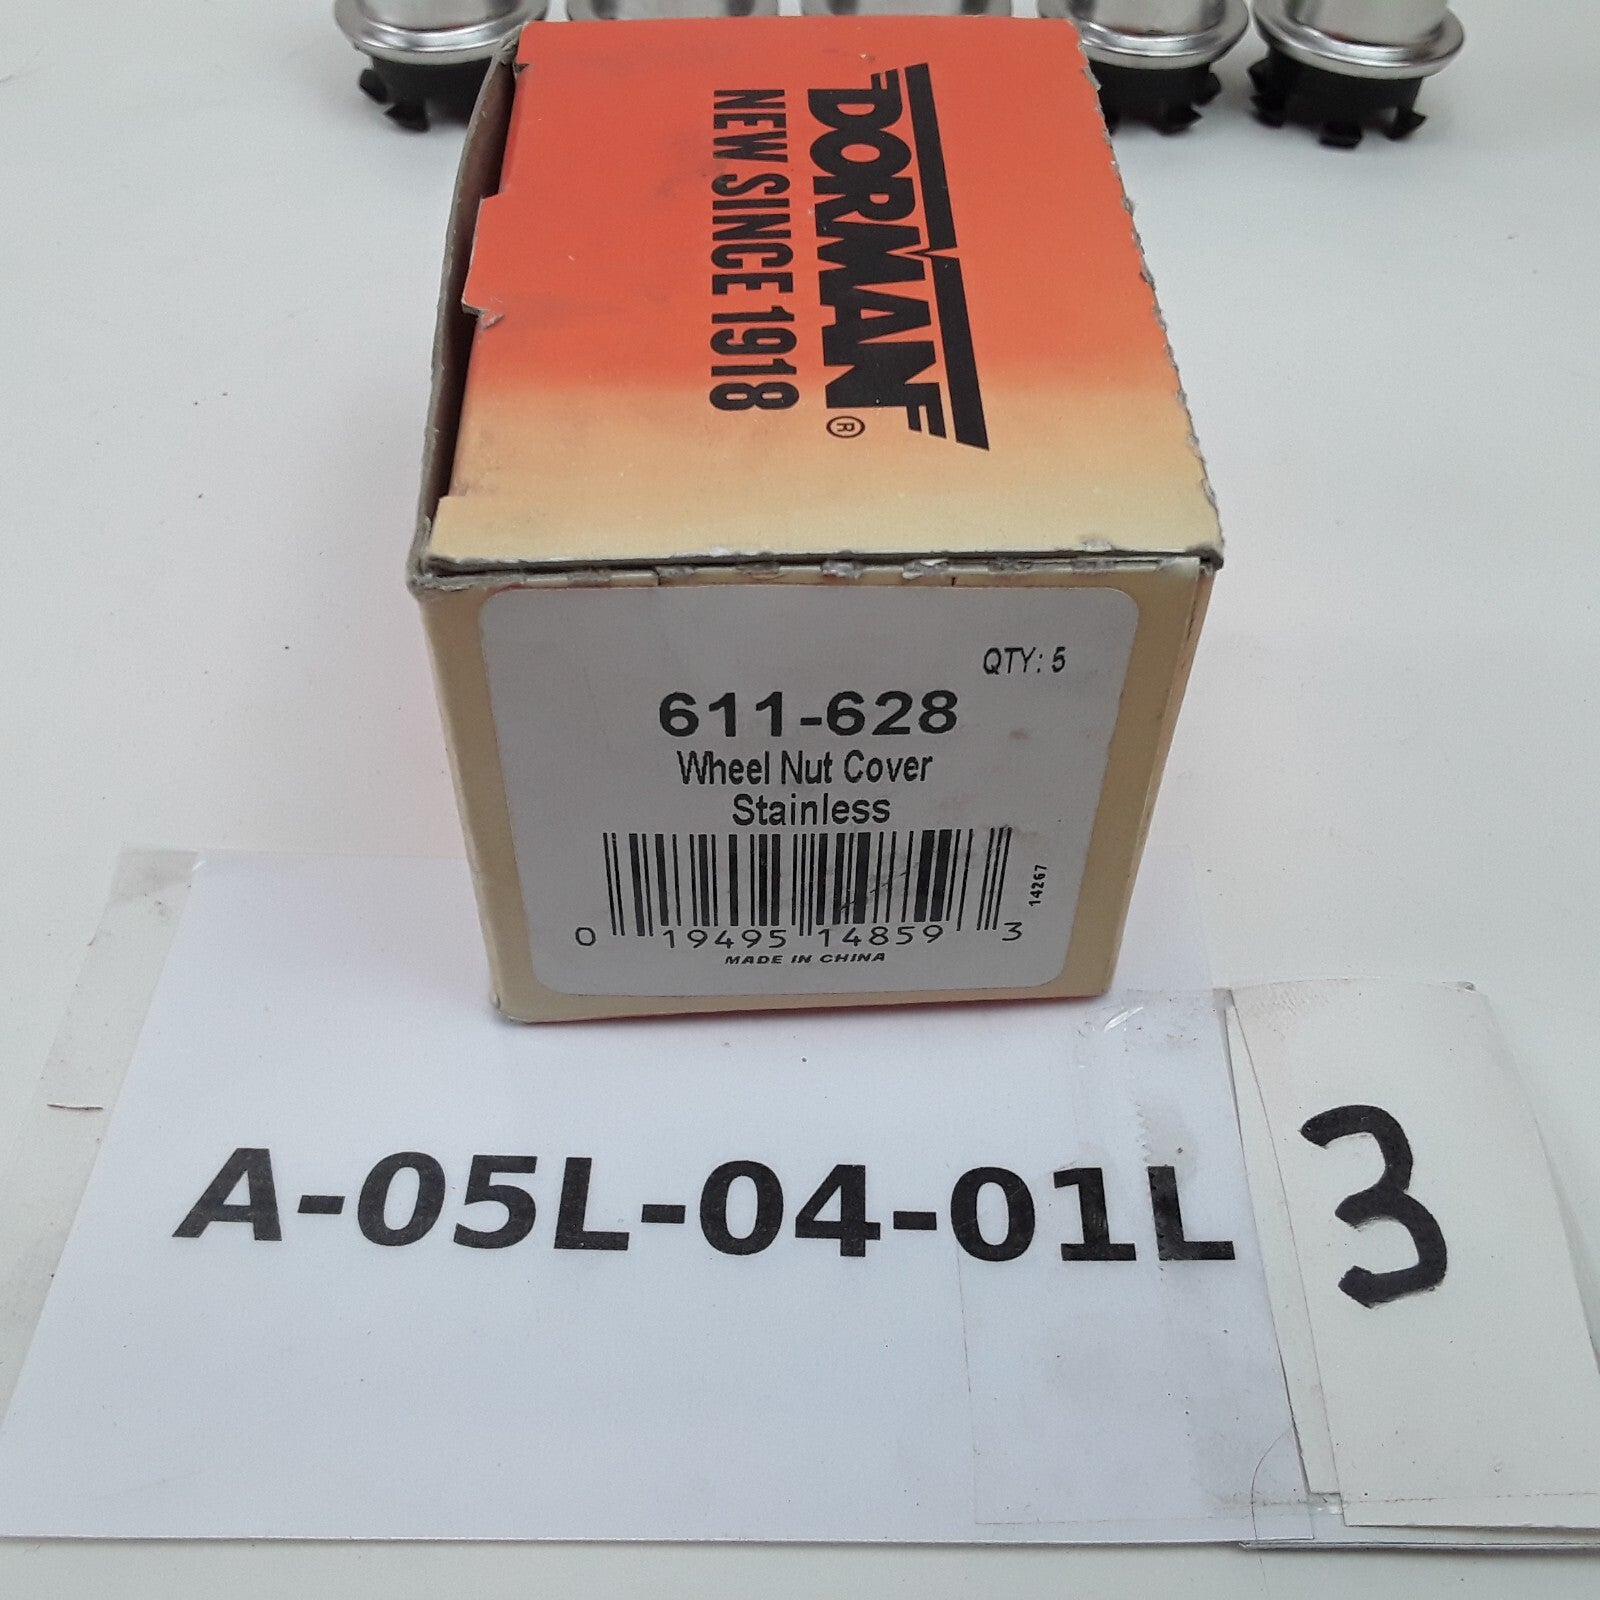 DORMAN®
NEW SINCE 1918
QTY: 5
611-628
Wheel Nut Cover
Stainless
14267
0 19495 14859 3
MADE IN CHINA
A-05L-04-01L 3